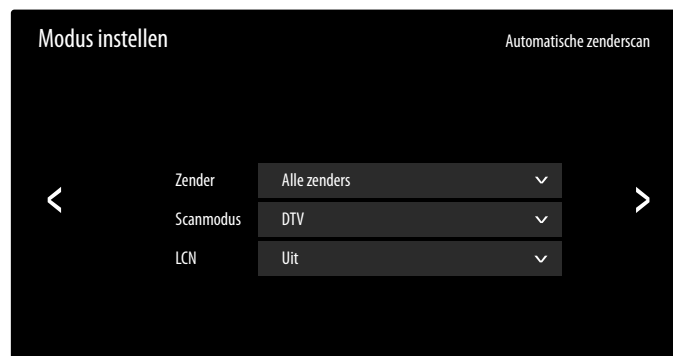 Modus instellen
Automatische zenderscan
Zender Alle zenders
Scanmodus DTV
LCN Uit